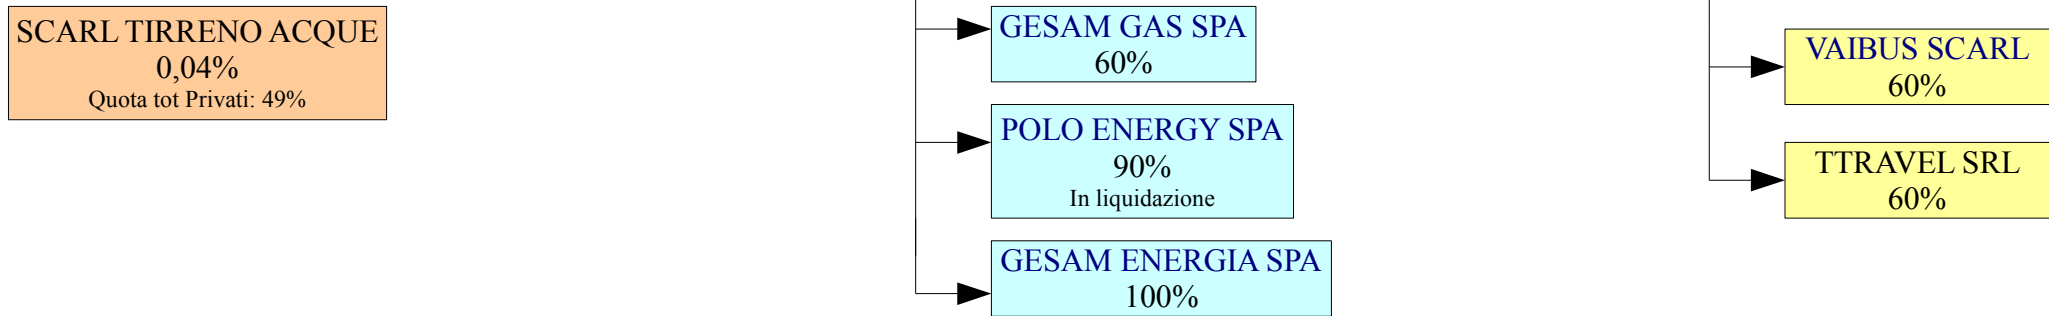 SCARL TIRRENO ACQUE
0,04%
Quota tot Privati: 49%
GESAM GAS SPA
60%
POLO ENERGY SPA
90%
In liquidazione
GESAM ENERGIA SPA
100%
VAIBUS SCARL
60%
TTRAVEL SRL
60%